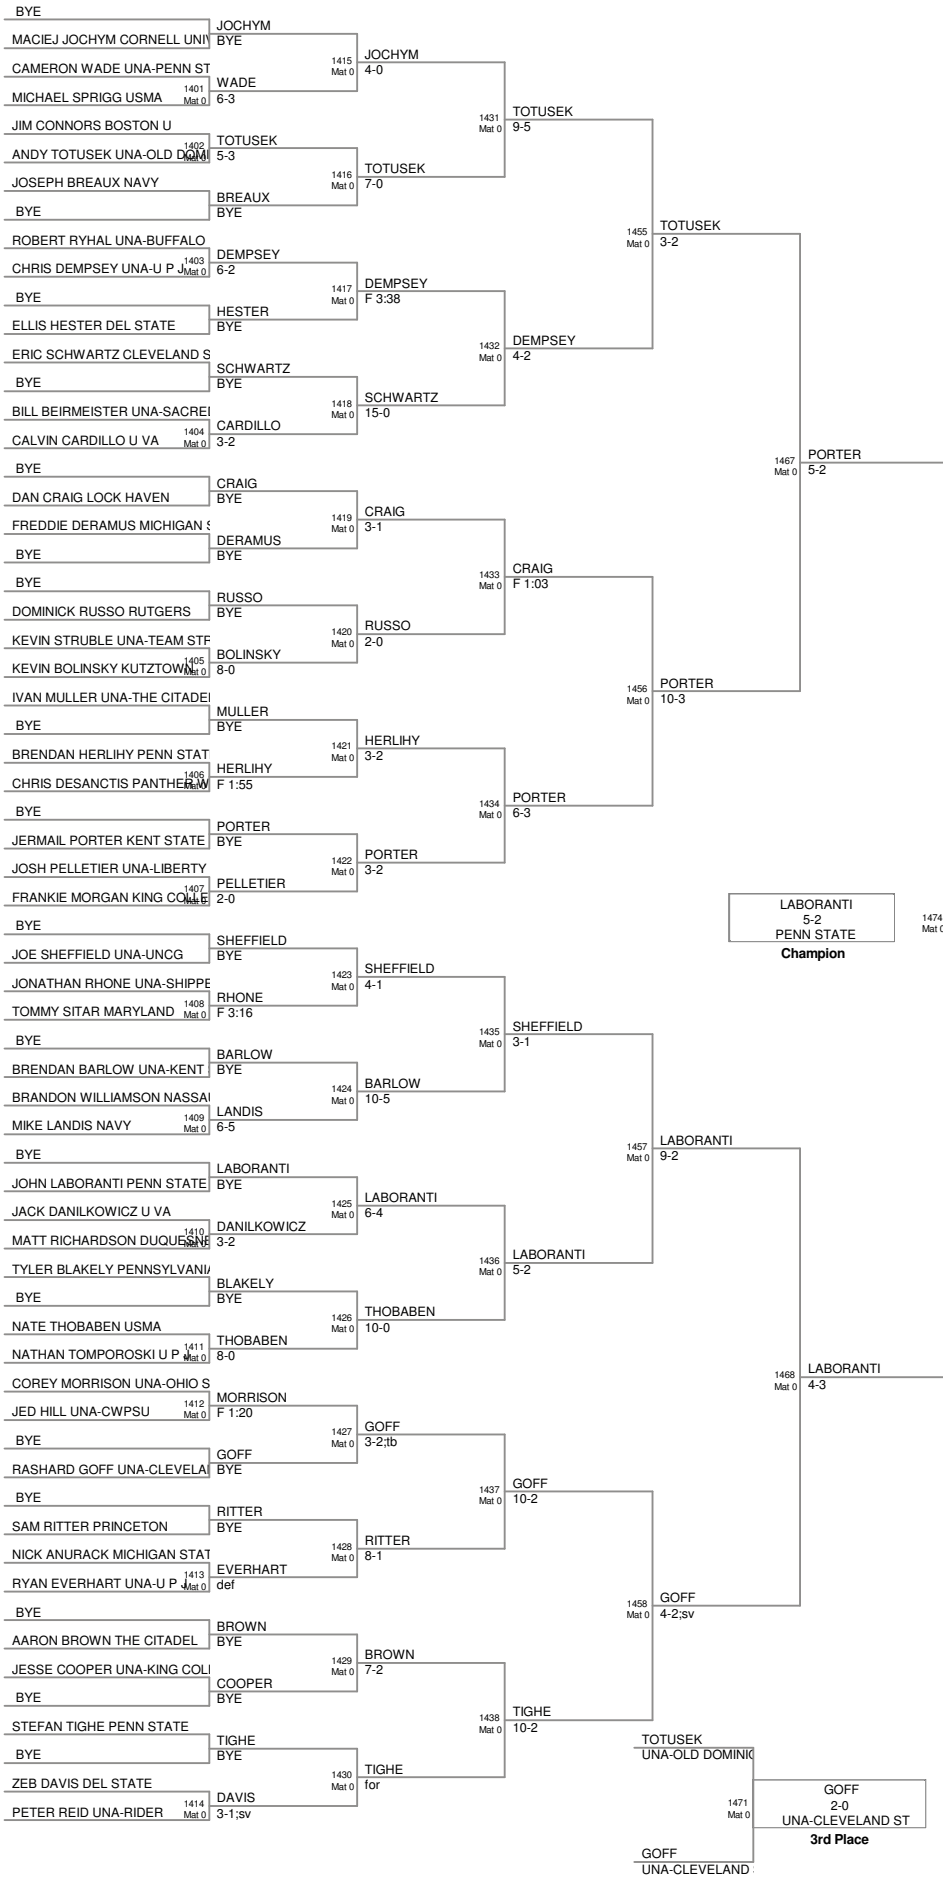 BYE
MACIEJ JOCHYM CORNELL UNI
CAMERON WADE UNA-PENN ST
MICHAEL SPRIGG USMA
JIM CONNORS BOSTON U
ANDY TOTUSEK UNA-OLD DOMI
JOSEPH BREAUX NAVY
BYE
ROBERT RYHAL UNA-BUFFALO
CHRIS DEMPSEY UNA-U P J
BYE
ELLIS HESTER DEL STATE
ERIC SCHWARTZ CLEVELAND S
BYE
BILL BEIRMEISTER UNA-SACRE
CALVIN CARDILLO U VA
BYE
DAN CRAIG LOCK HAVEN
FREDDIE DERAMUS MICHIGAN S
BYE
BYE
DOMINICK RUSSO RUTGERS
KEVIN STRUBLE UNA-TEAM STR
KEVIN BOLINSKY KUTZTOWN
IVAN MULLER UNA-THE CITADE
BYE
BRENDAN HERLIHY PENN STAT
CHRIS DESANCTIS PANTHER W
BYE
JERMAIL PORTER KENT STATE
JOSH PELLETIER UNA-LIBERTY
FRANKIE MORGAN KING COLLE
BYE
JOE SHEFFIELD UNA-UNCG
JONATHAN RHONE UNA-SHIPPE
TOMMY SITAR MARYLAND
BYE
BRENDAN BARLOW UNA-KENT
BRANDON WILLIAMSON NASSA
MIKE LANDIS NAVY
BYE
JOHN LABORANTI PENN STATE
JACK DANILKOWICZ U VA
MATT RICHARDSON DUQUESNE
TYLER BLAKELY PENNSYLVANIA
BYE
NATE THOBABEN USMA
NATHAN TOMPOROSKI U P J
COREY MORRISON UNA-OHIO S
JED HILL UNA-CWPSU
BYE
RASHARD GOFF UNA-CLEVELA
BYE
SAM RITTER PRINCETON
NICK ANURACK MICHIGAN STAT
RYAN EVERHART UNA-U P J
BYE
AARON BROWN THE CITADEL
JESSE COOPER UNA-KING COL
BYE
STEFAN TIGHE PENN STATE
BYE
ZEB DAVIS DEL STATE
PETER REID UNA-RIDER
1401
Mat 0
1402
Mat 0
1403
Mat 0
1404
Mat 0
1405
Mat 0
1406
Mat 0
1407
Mat 0
1408
Mat 0
1409
Mat 0
1410
Mat 0
1411
Mat 0
1412
Mat 0
1413
Mat 0
1414
Mat 0
JOCHYM
BYE
WADE
6-3
TOTUSEK
5-3
BREAUX
BYE
DEMPSEY
6-2
HESTER
BYE
SCHWARTZ
BYE
CARDILLO
3-2
CRAIG
BYE
DERAMUS
BYE
RUSSO
BYE
BOLINSKY
8-0
MULLER
BYE
HERLIHY
F 1:55
PORTER
BYE
PELLETIER
2-0
SHEFFIELD
BYE
RHONE
F 3:16
BARLOW
BYE
LANDIS
6-5
LABORANTI
BYE
DANILKOWICZ
3-2
BLAKELY
BYE
THOBABEN
8-0
MORRISON
F 1:20
GOFF
BYE
RITTER
BYE
EVERHART
def
BROWN
BYE
COOPER
BYE
TIGHE
BYE
DAVIS
3-1;sv
1415
Mat 0
JOCHYM
4-0
1416
Mat 0
TOTUSEK
7-0
1417
Mat 0
DEMPSEY
F 3:38
1418
Mat 0
SCHWARTZ
15-0
1419
Mat 0
CRAIG
3-1
1420
Mat 0
RUSSO
2-0
1421
Mat 0
HERLIHY
3-2
1422
Mat 0
PORTER
3-2
1423
Mat 0
SHEFFIELD
4-1
1424
Mat 0
BARLOW
10-5
1425
Mat 0
LABORANTI
6-4
1426
Mat 0
THOBABEN
10-0
1427
Mat 0
GOFF
3-2;tb
1428
Mat 0
RITTER
8-1
1429
Mat 0
BROWN
7-2
1430
Mat 0
TIGHE
for
1431
Mat 0
TOTUSEK
9-5
1432
Mat 0
DEMPSEY
4-2
1433
Mat 0
CRAIG
F 1:03
1434
Mat 0
PORTER
6-3
1435
Mat 0
SHEFFIELD
3-1
1436
Mat 0
LABORANTI
5-2
1437
Mat 0
GOFF
10-2
1438
Mat 0
TIGHE
10-2
1455
Mat 0
TOTUSEK
3-2
1456
Mat 0
PORTER
10-3
1457
Mat 0
LABORANTI
9-2
1458
Mat 0
GOFF
4-2;sv
1467
Mat 0
PORTER
5-2
1468
Mat 0
LABORANTI
4-3
LABORANTI
5-2
PENN STATE
Champion
1474
Mat 0
TOTUSEK
UNA-OLD DOMINIO
1471
Mat 0
GOFF
2-0
UNA-CLEVELAND ST
3rd Place
GOFF
UNA-CLEVELAND